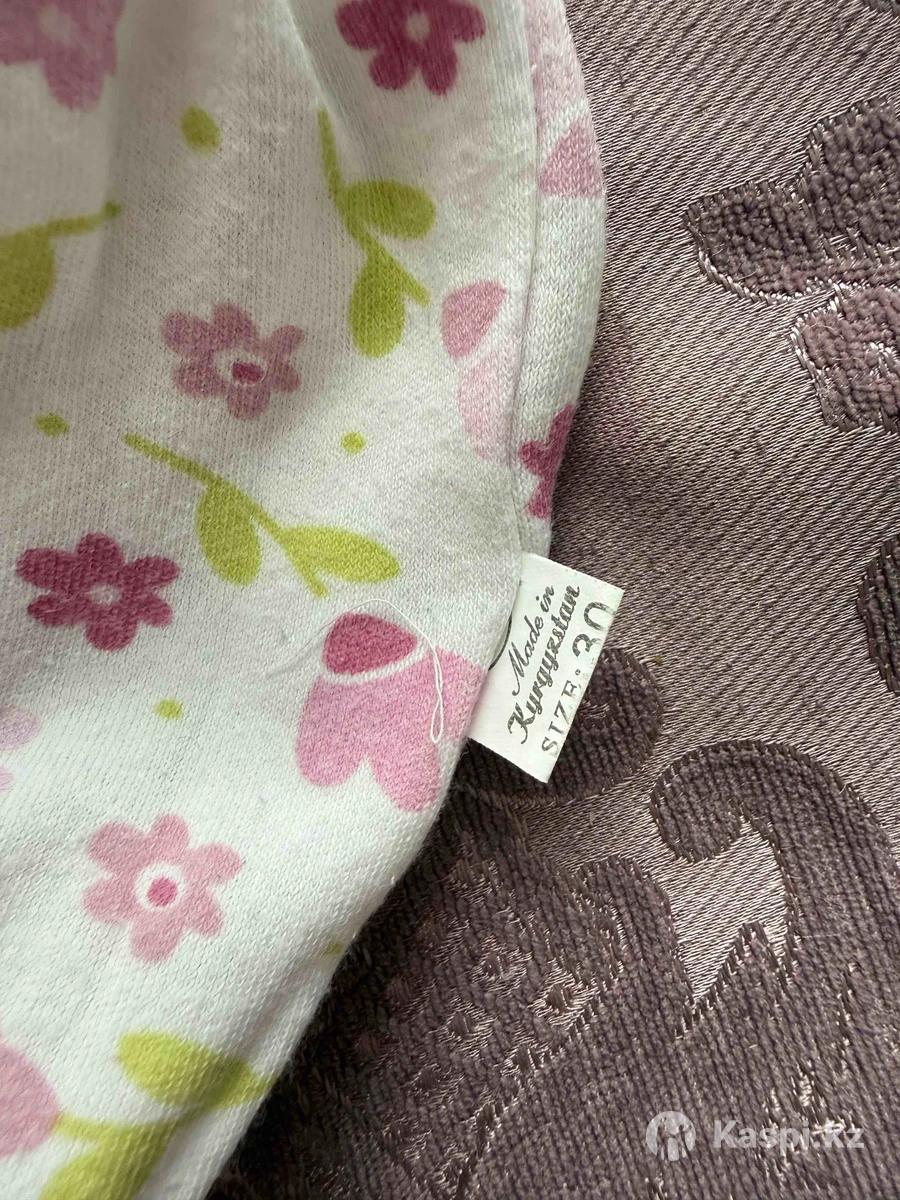 Made in
Kyrgyzstan
SIZE: 30
Kaspi.kz